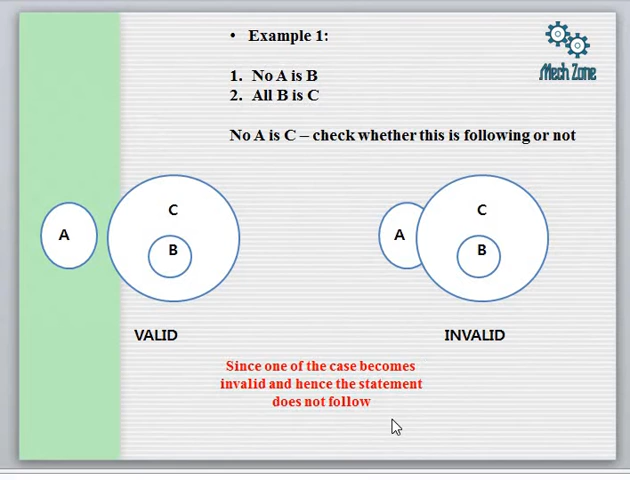 • Example 1:
Mech Zone
1. No A is B
2. All B is C
No A is C – check whether this is following or not
A
C
B
A
C
B
VALID
INVALID
Since one of the case becomes
invalid and hence the statement
does not follow